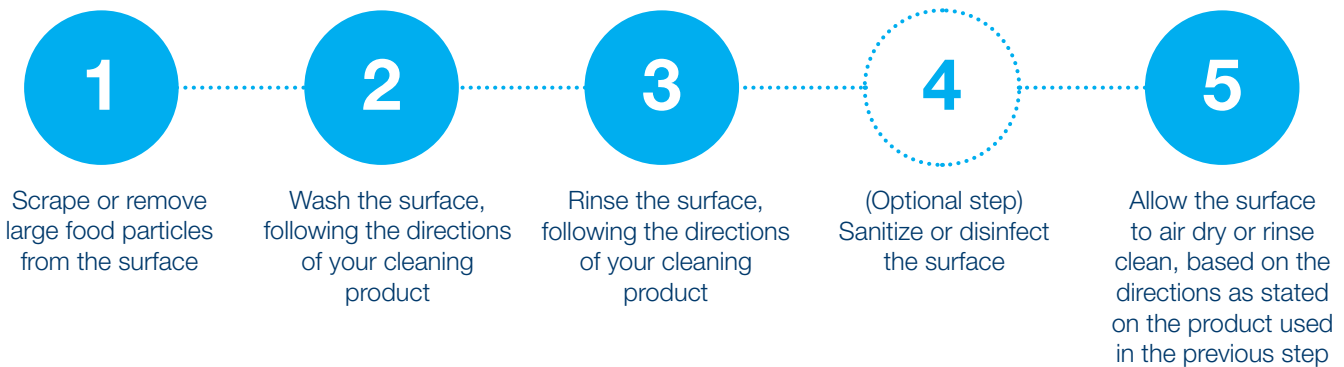 1
2
3
4
5
Scrape or remove
large food particles
from the surface
Wash the surface,
following the directions
of your cleaning
product
Rinse the surface,
following the directions
of your cleaning
product
(Optional step)
Sanitize or disinfect
the surface
Allow the surface
to air dry or rinse
clean, based on the
directions as stated
on the product used
in the previous step